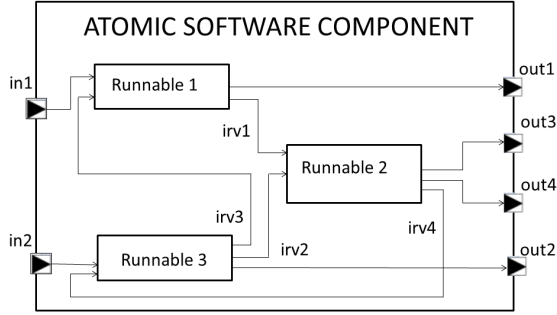 ATOMIC SOFTWARE COMPONENT
in1
Runnable 1
out1
out3
irv1
Runnable 2
out4
irv3
irv4
in2
irv2
out2
Runnable 3